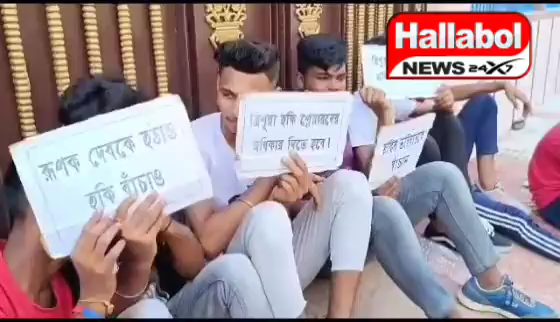 Hallabol
NEWS 24X7
রূপক দেবকে হঠাও
হকি বাঁচাও
ত্রিপুরা হকি প্লেয়ারদের
অধিকার দিতে হবে।